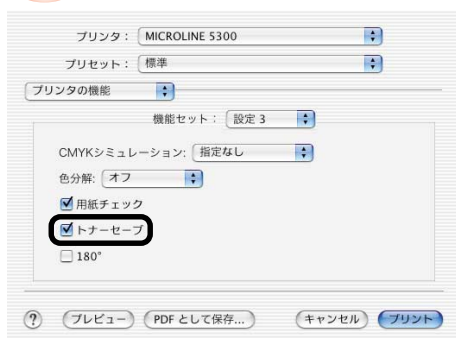 プリンタ： MICROLINE 5300
プリセット： 標準
プリンタの機能
機能セット： 設定 3
CMYKシミュレーション: 指定なし
色分解: オフ
用紙チェック
トナーセーブ
180°
? プレビュー PDF として保存... キャンセル プリント